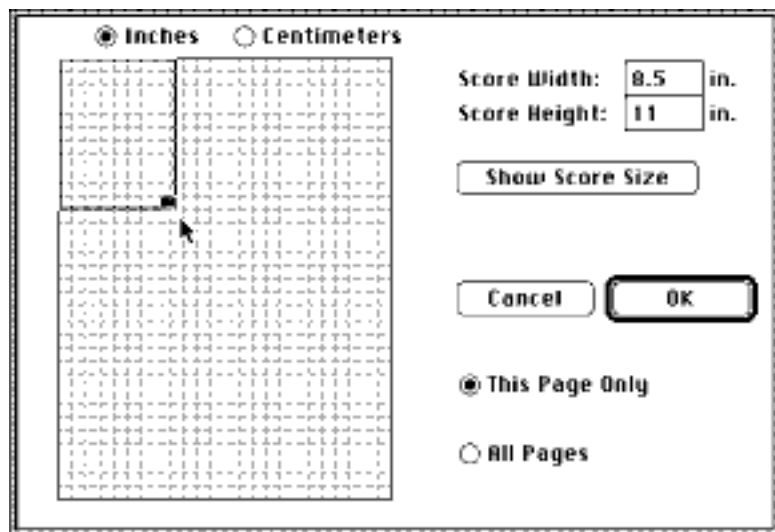 Inches Centimeters
Score Width: 8.5 in.
Score Height: 11 in.
Show Score Size
Cancel OK
This Page Only
All Pages